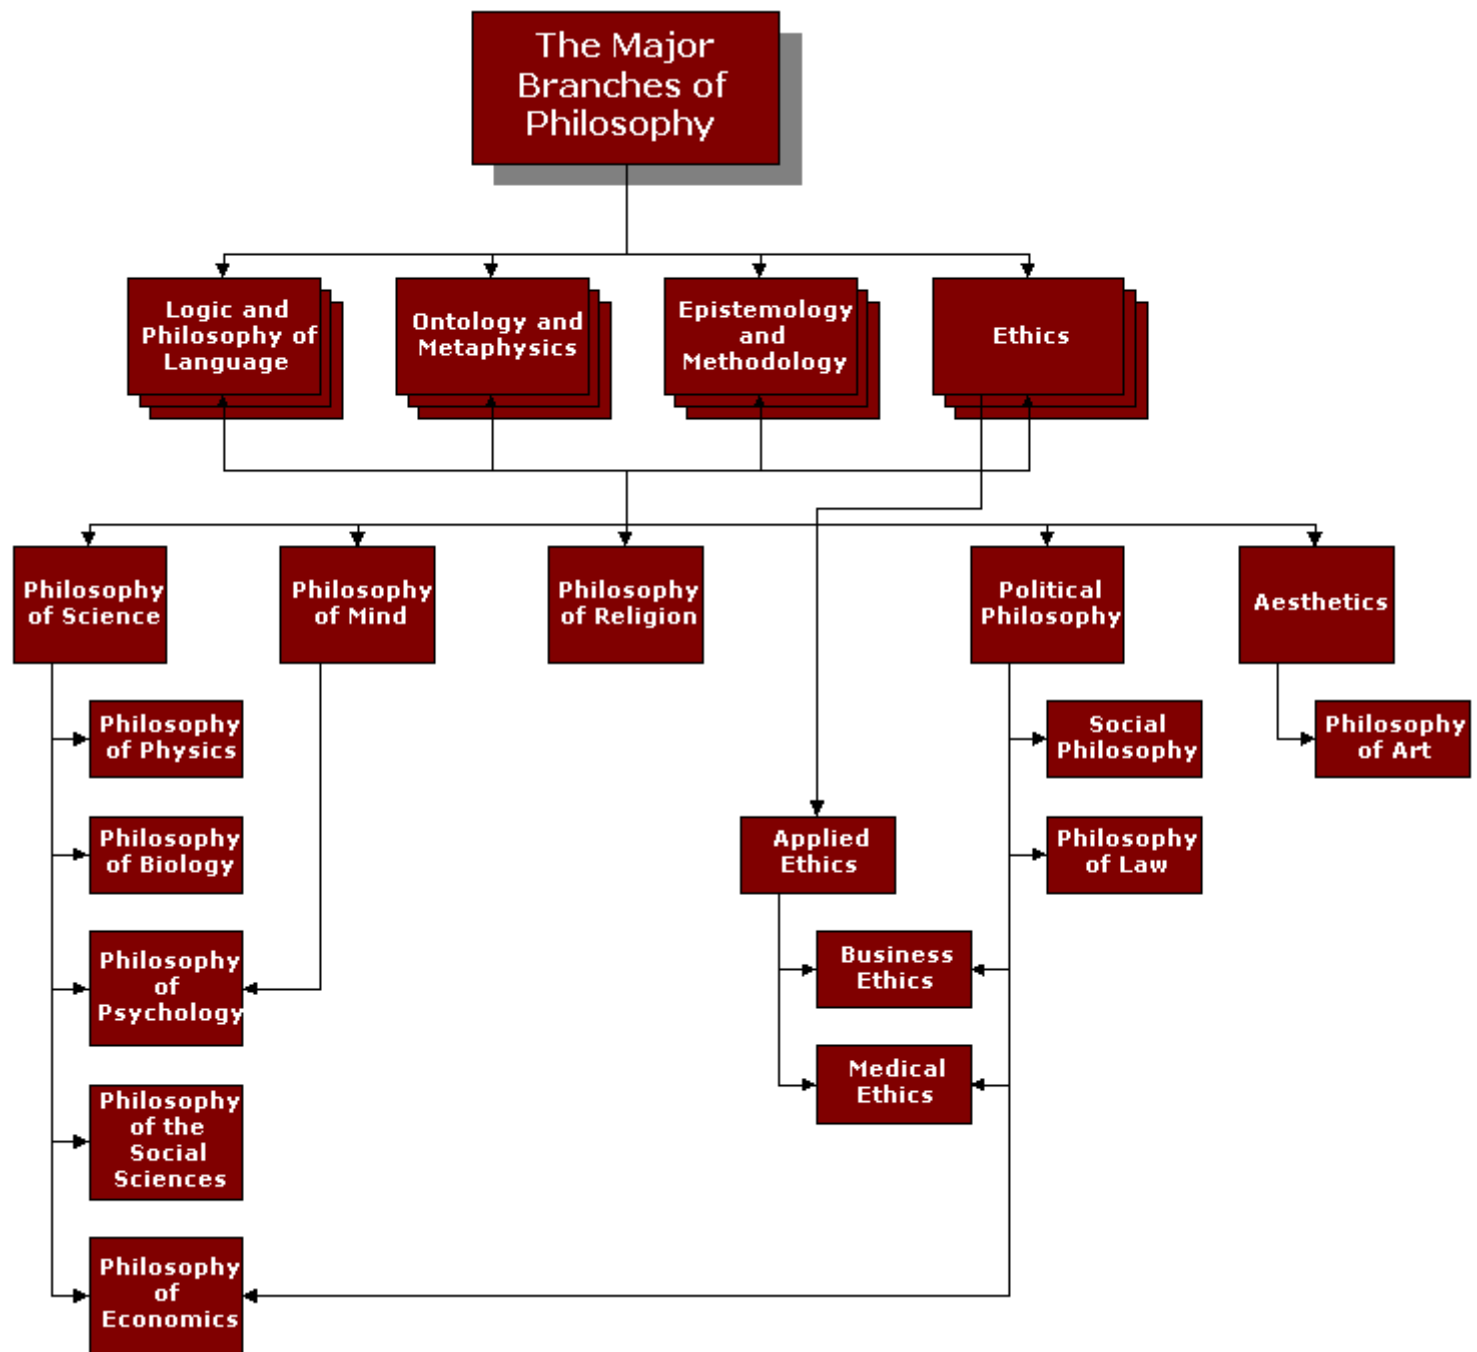 The Major
Branches of
Philosophy
Logic and
Philosophy of
Language
Ontology and
Metaphysics
Epistemology
and
Methodology
Ethics
Philosophy
of Science
Philosophy
of Mind
Philosophy
of Religion
Political
Philosophy
Aesthetics
Philosophy
of Physics
Social
Philosophy
Philosophy
of Art
Philosophy
of Biology
Applied
Ethics
Philosophy
of Law
Philosophy
of
Psychology
Business
Ethics
Medical
Ethics
Philosophy
of the
Social
Sciences
Philosophy
of
Economics